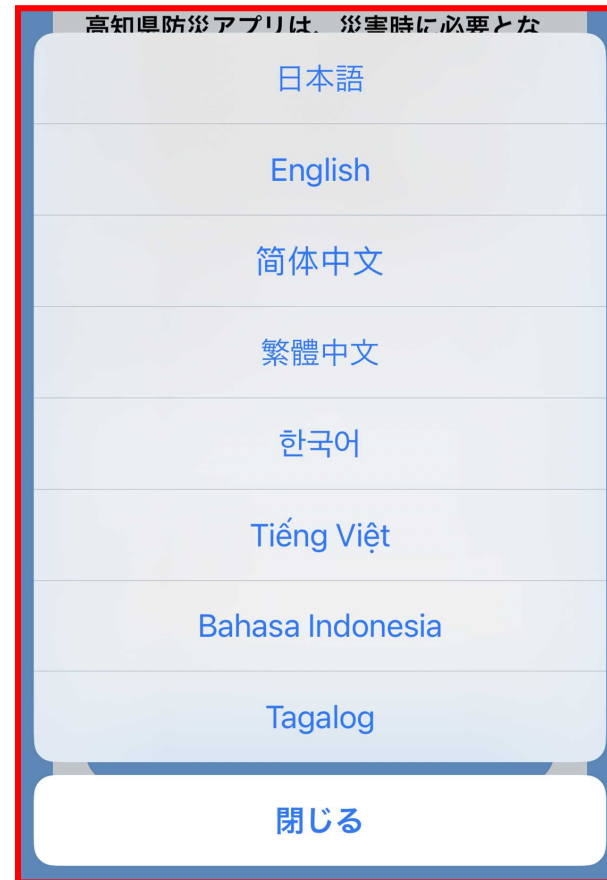 高知県防災アプリは、災害時に必要とな
日本語
English
简体中文
繁體中文
한국어
Tiếng Việt
Bahasa Indonesia
Tagalog
閉じる